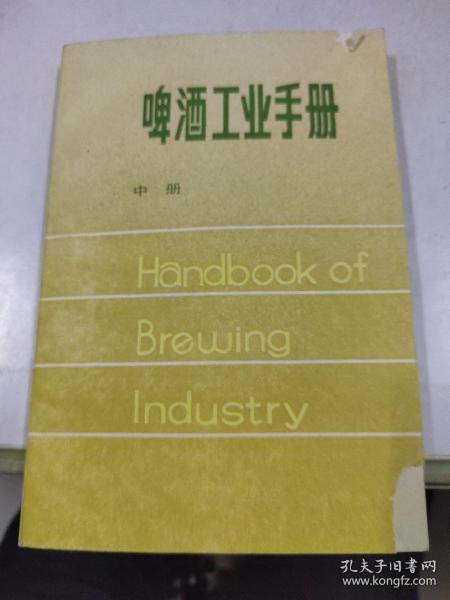 啤酒工业手册
中册
Handbook of
Brewing
Industry
孔夫子旧书网
www.kongfz.com